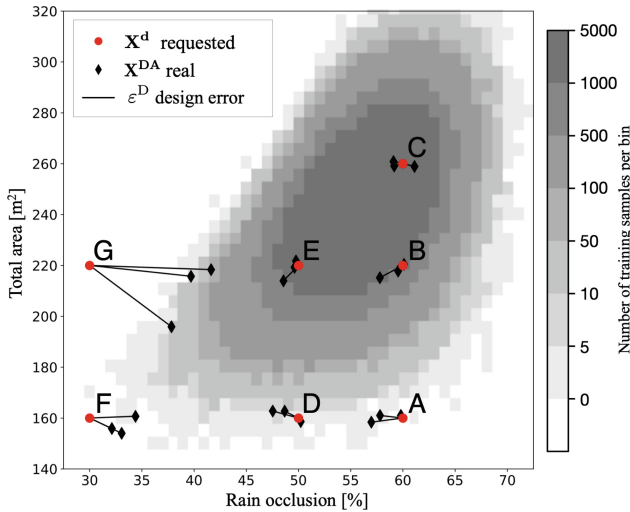 320
300
280
260
240
220
200
180
160
140
Total area [m²]
X^d requested
X^DA real
ε^D design error
C
G
E
B
F
D
A
30 35 40 45 50 55 60 65 70
Rain occlusion [%]
5000
1000
500
100
50
10
5
0
Number of training samples per bin